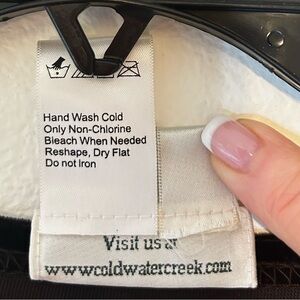 Hand Wash Cold
Only Non-Chlorine
Bleach When Needed
Reshape, Dry Flat
Do not Iron
Visit us at
www.coldwatercreek.com